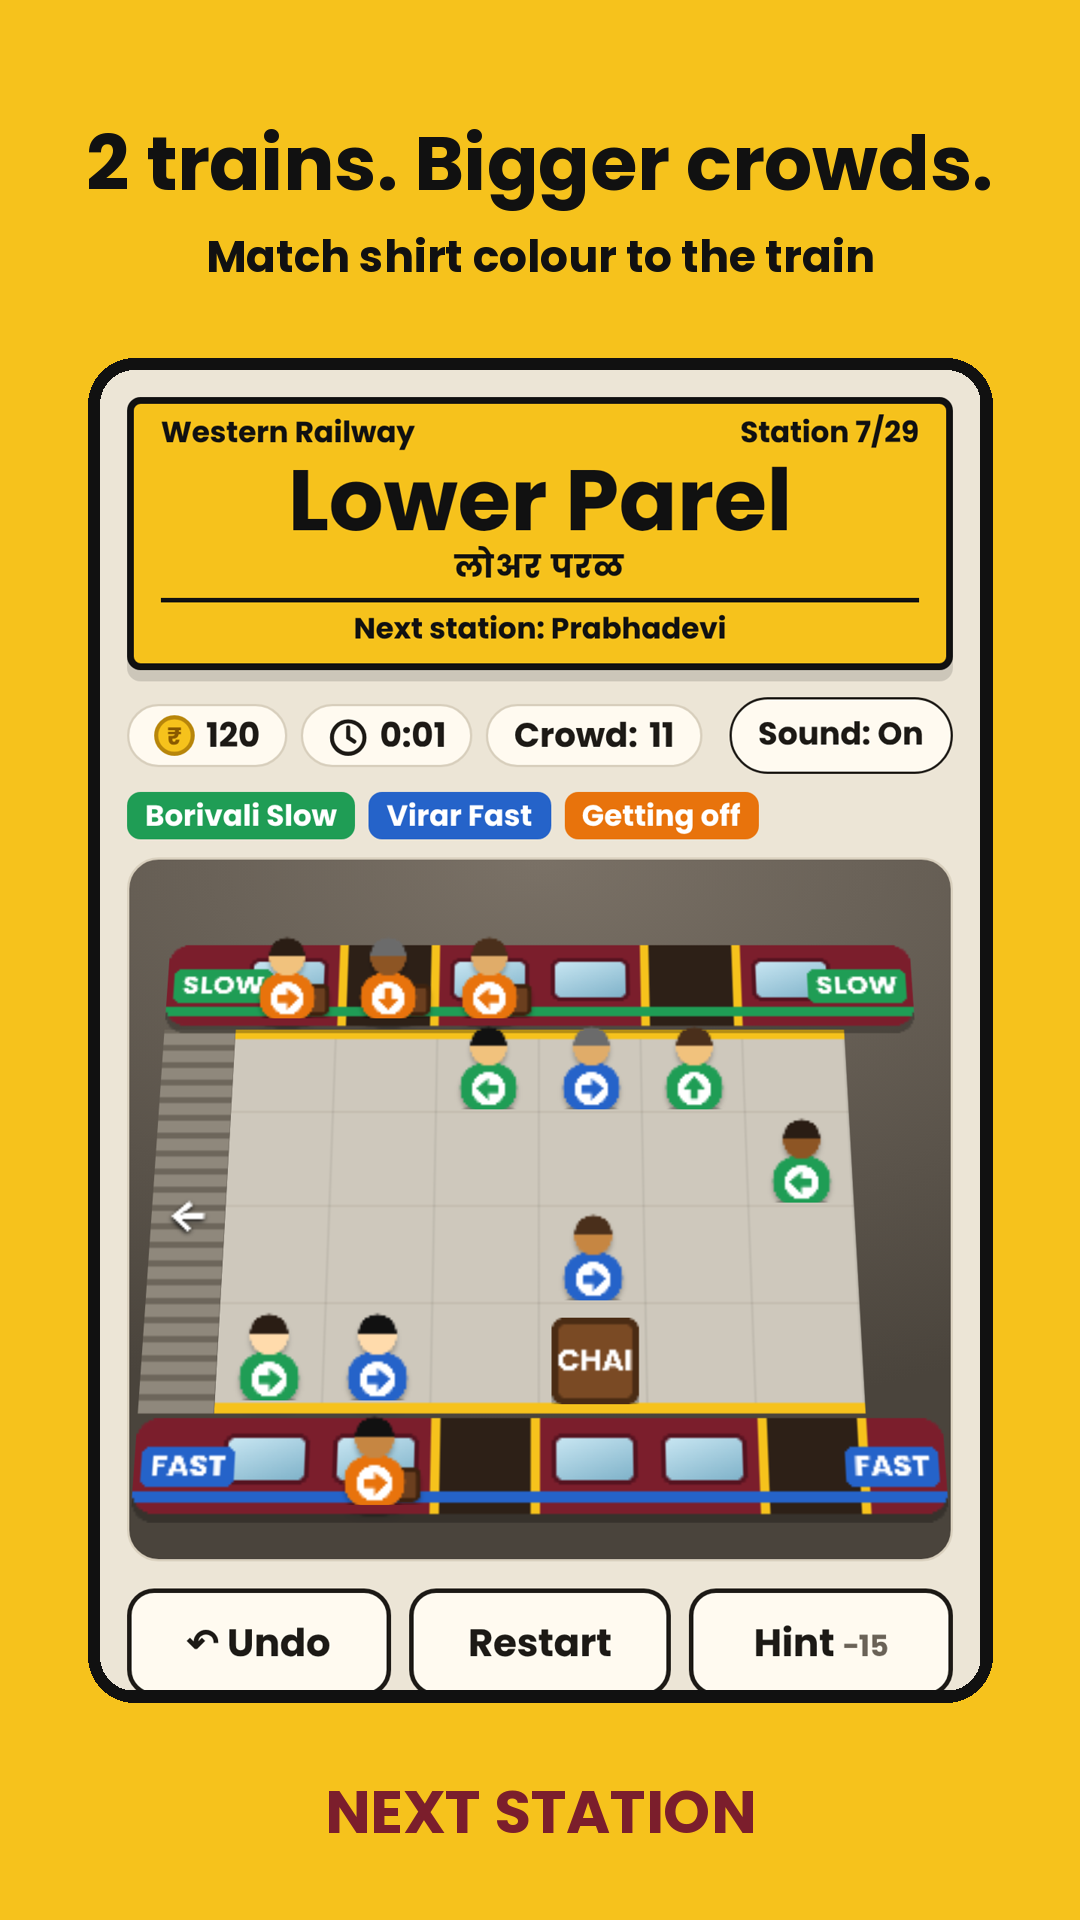 2 trains. Bigger crowds.
Match shirt colour to the train
Western Railway
Station 7/29
Lower Parel
लोअर परळ
Next station: Prabhadevi
₹ 120
0:01
Crowd: 11
Sound: On
Borivali Slow
Virar Fast
Getting off
SLOW
SLOW
CHAI
FAST
FAST
↶ Undo
Restart
Hint -15
NEXT STATION